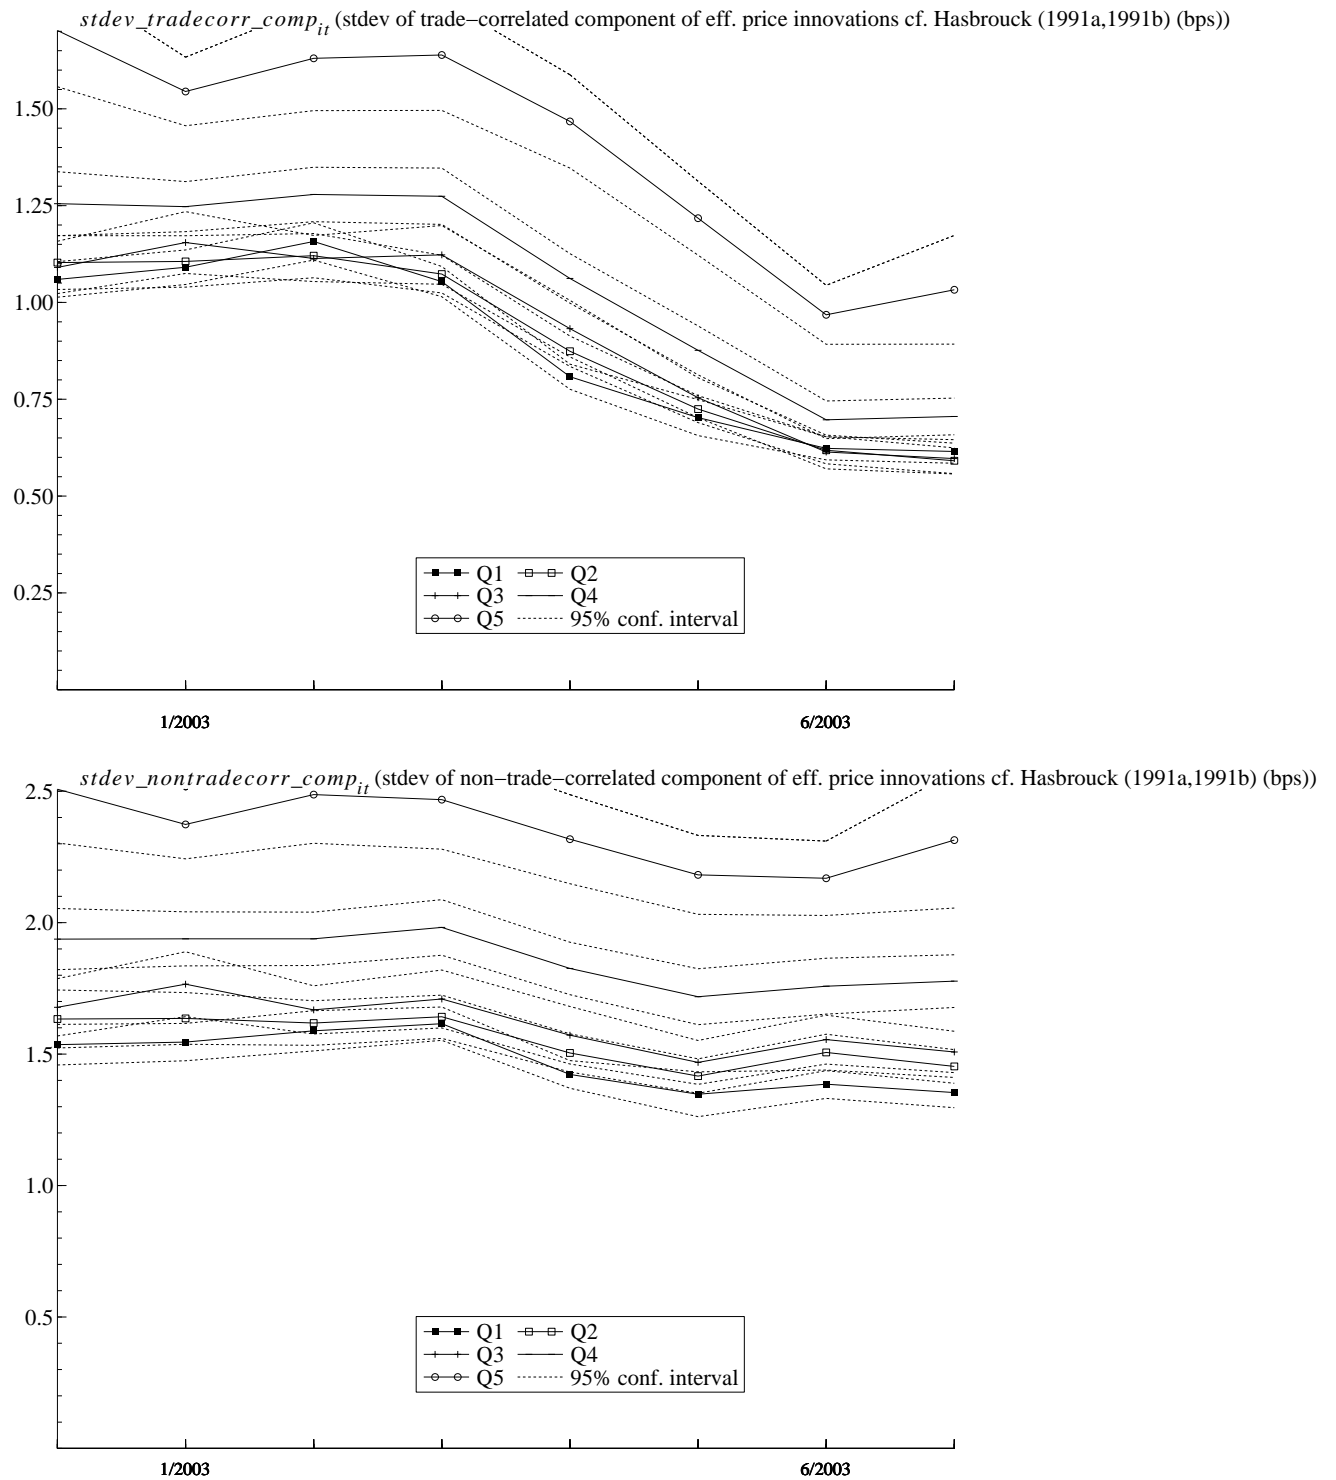 stdev_tradecorr_comp_it (stdev of trade−correlated component of eff. price innovations cf. Hasbrouck (1991a,1991b) (bps))
1.50
1.25
1.00
0.75
0.50
0.25
Q1 Q2
Q3 Q4
Q5 95% conf. interval
1/2003 6/2003
stdev_nontradecorr_comp_it (stdev of non−trade−correlated component of eff. price innovations cf. Hasbrouck (1991a,1991b) (bps))
2.5
2.0
1.5
1.0
0.5
Q1 Q2
Q3 Q4
Q5 95% conf. interval
1/2003 6/2003